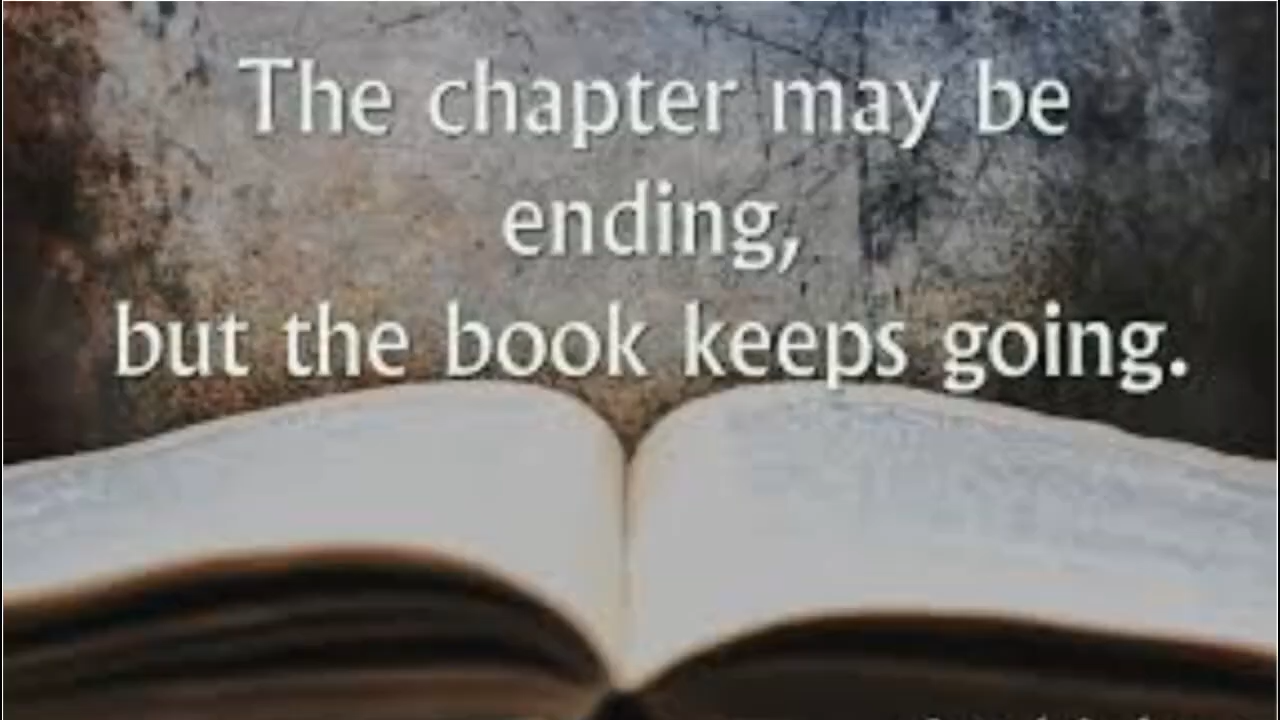 The chapter may be
ending,
but the book keeps going.